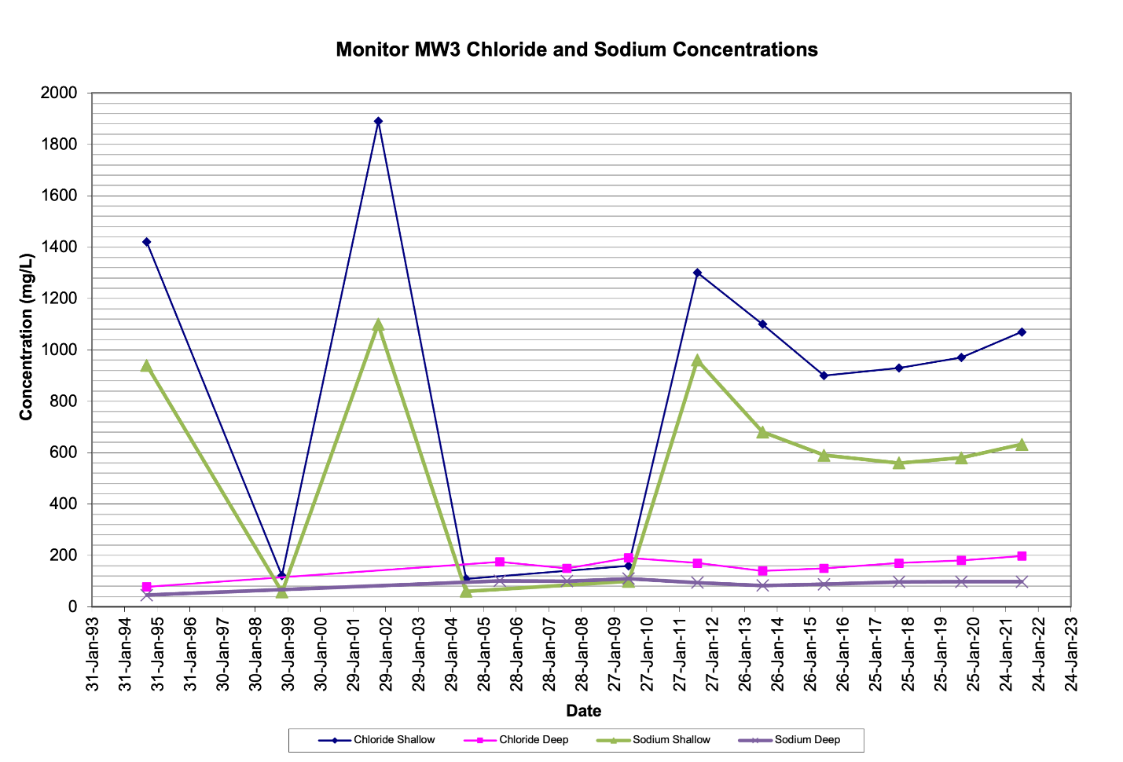 Monitor MW3 Chloride and Sodium Concentrations
Concentration (mg/L)
2000
1800
1600
1400
1200
1000
800
600
400
200
0
31-Jan-93
31-Jan-94
31-Jan-95
31-Jan-96
30-Jan-97
30-Jan-98
30-Jan-99
30-Jan-00
29-Jan-01
29-Jan-02
29-Jan-03
29-Jan-04
28-Jan-05
28-Jan-06
28-Jan-07
28-Jan-08
27-Jan-09
27-Jan-10
27-Jan-11
27-Jan-12
26-Jan-13
26-Jan-14
26-Jan-15
26-Jan-16
25-Jan-17
25-Jan-18
25-Jan-19
25-Jan-20
24-Jan-21
24-Jan-22
24-Jan-23
Date
Chloride Shallow
Chloride Deep
Sodium Shallow
Sodium Deep